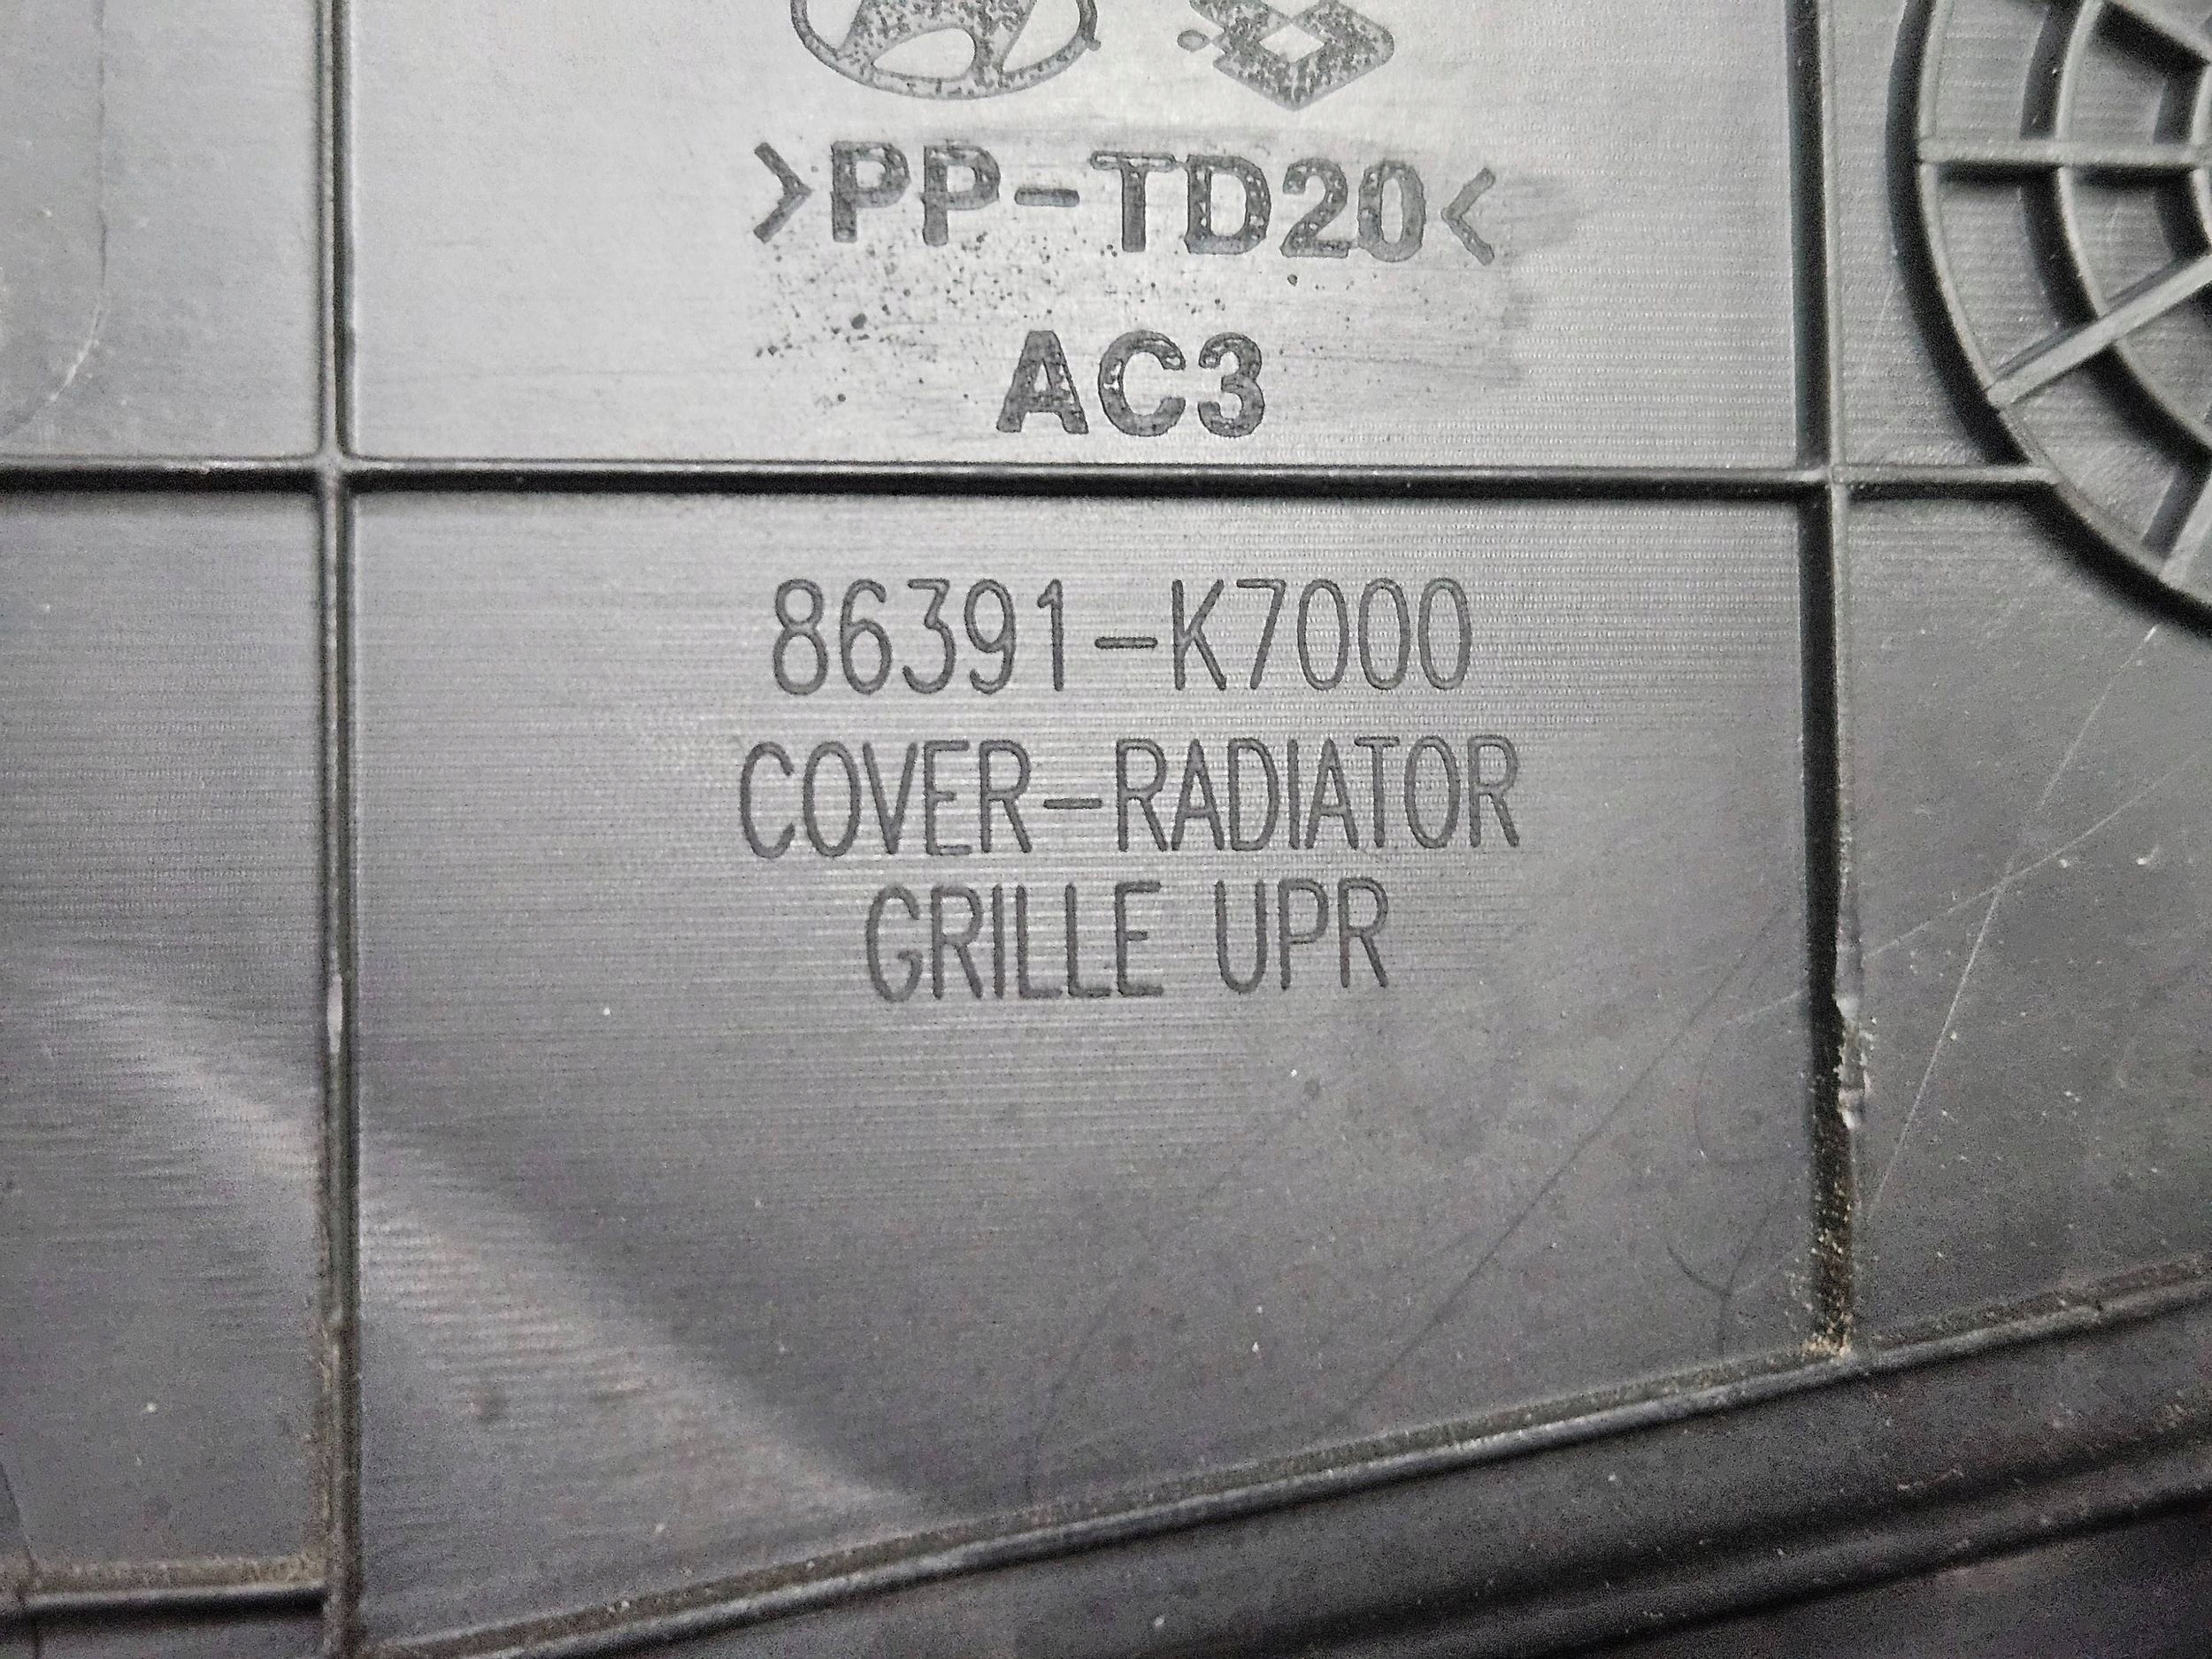 >PP-TD20<
AC3
86391-K7000
COVER-RADIATOR
GRILLE UPR